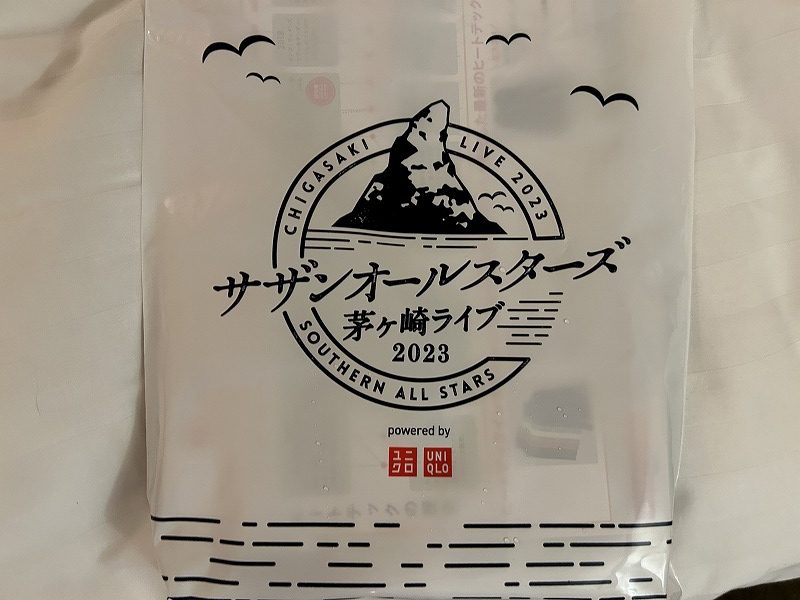 CHIGASAKI LIVE 2023
サザンオールスターズ
茅ヶ崎ライブ
2023
SOUTHERN ALL STARS
powered by
ユニクロ UNIQLO